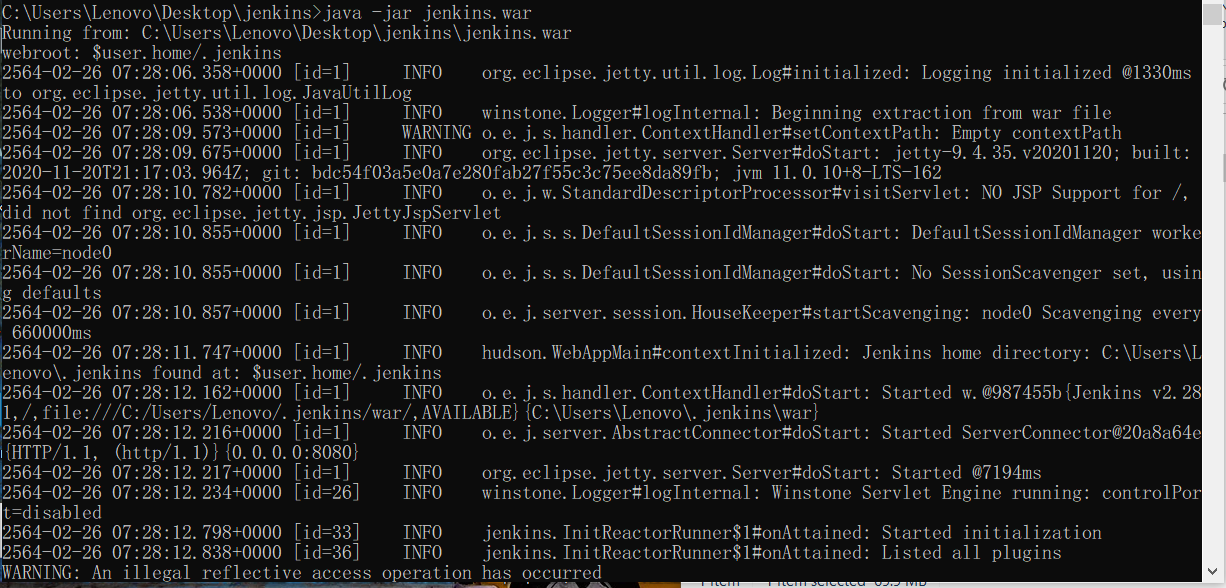 C:\Users\Lenovo\Desktop\jenkins>java -jar jenkins.war
Running from: C:\Users\Lenovo\Desktop\jenkins\jenkins.war
webroot: $user.home/.jenkins
2564-02-26 07:28:06.358+0000 [id=1]     INFO    org.eclipse.jetty.util.log.Log#initialized: Logging initialized @1330ms
to org.eclipse.jetty.util.log.JavaUtilLog
2564-02-26 07:28:06.538+0000 [id=1]     INFO    winstone.Logger#logInternal: Beginning extraction from war file
2564-02-26 07:28:09.573+0000 [id=1]     WARNING o.e.j.s.handler.ContextHandler#setContextPath: Empty contextPath
2564-02-26 07:28:09.675+0000 [id=1]     INFO    org.eclipse.jetty.server.Server#doStart: jetty-9.4.35.v20201120; built:
2020-11-20T21:17:03.964Z; git: bdc54f03a5e0a7e280fab27f55c3c75ee8da89fb; jvm 11.0.10+8-LTS-162
2564-02-26 07:28:10.782+0000 [id=1]     INFO    o.e.j.w.StandardDescriptorProcessor#visitServlet: NO JSP Support for /,
did not find org.eclipse.jetty.jsp.JettyJspServlet
2564-02-26 07:28:10.855+0000 [id=1]     INFO    o.e.j.s.s.DefaultSessionIdManager#doStart: DefaultSessionIdManager worke
rName=node0
2564-02-26 07:28:10.855+0000 [id=1]     INFO    o.e.j.s.s.DefaultSessionIdManager#doStart: No SessionScavenger set, usin
g defaults
2564-02-26 07:28:10.857+0000 [id=1]     INFO    o.e.j.server.session.HouseKeeper#startScavenging: node0 Scavenging every
 660000ms
2564-02-26 07:28:11.747+0000 [id=1]     INFO    hudson.WebAppMain#contextInitialized: Jenkins home directory: C:\Users\L
enovo\.jenkins found at: $user.home/.jenkins
2564-02-26 07:28:12.162+0000 [id=1]     INFO    o.e.j.s.handler.ContextHandler#doStart: Started w.@987455b{Jenkins v2.28
1,/,file:///C:/Users/Lenovo/.jenkins/war/,AVAILABLE}{C:\Users\Lenovo\.jenkins\war}
2564-02-26 07:28:12.216+0000 [id=1]     INFO    o.e.j.server.AbstractConnector#doStart: Started ServerConnector@20a8a64e
{HTTP/1.1, (http/1.1)}{0.0.0.0:8080}
2564-02-26 07:28:12.217+0000 [id=1]     INFO    org.eclipse.jetty.server.Server#doStart: Started @7194ms
2564-02-26 07:28:12.234+0000 [id=26]    INFO    winstone.Logger#logInternal: Winstone Servlet Engine running: controlPor
t=disabled
2564-02-26 07:28:12.798+0000 [id=33]    INFO    jenkins.InitReactorRunner$1#onAttained: Started initialization
2564-02-26 07:28:12.838+0000 [id=36]    INFO    jenkins.InitReactorRunner$1#onAttained: Listed all plugins
WARNING: An illegal reflective access operation has occurred